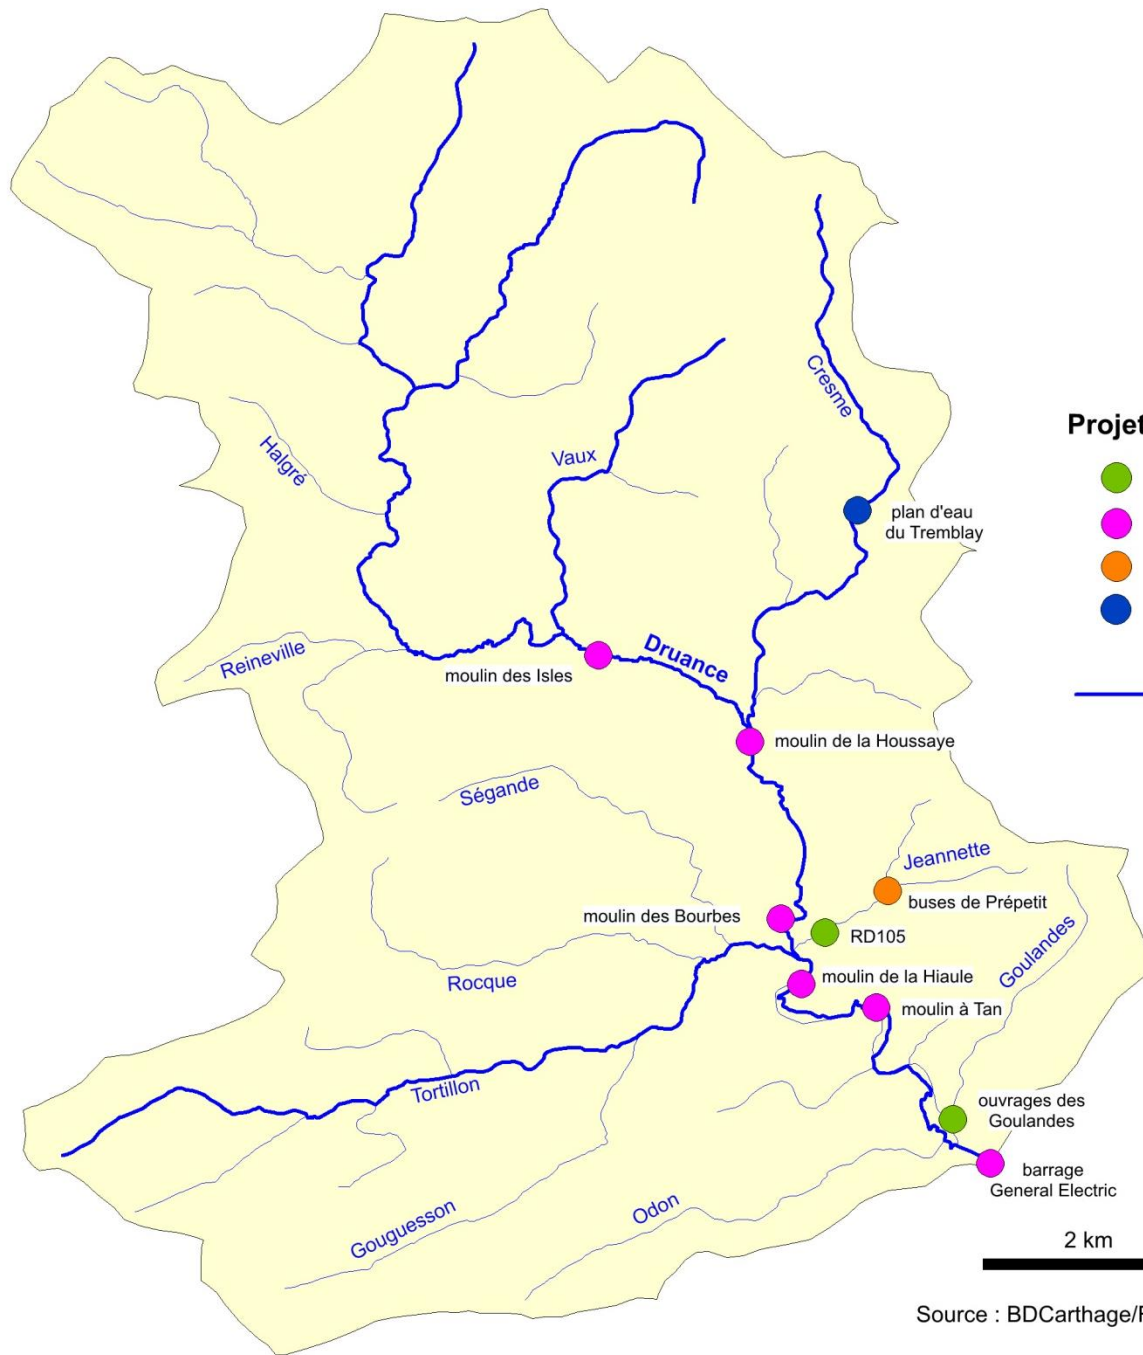 Cresme
Projet
Halgré
Vaux
plan d'eau
du Tremblay
Reineville
Druance
moulin des Isles
moulin de la Houssaye
Ségande
Jeannette
buses de Prépetit
moulin des Bourbes
RD105
Goulandes
Rocque
moulin de la Hiaule
moulin à Tan
Tortillon
ouvrages des
Goulandes
barrage
General Electric
Odon
Gouguesson
2 km
Source : BDCarthage/